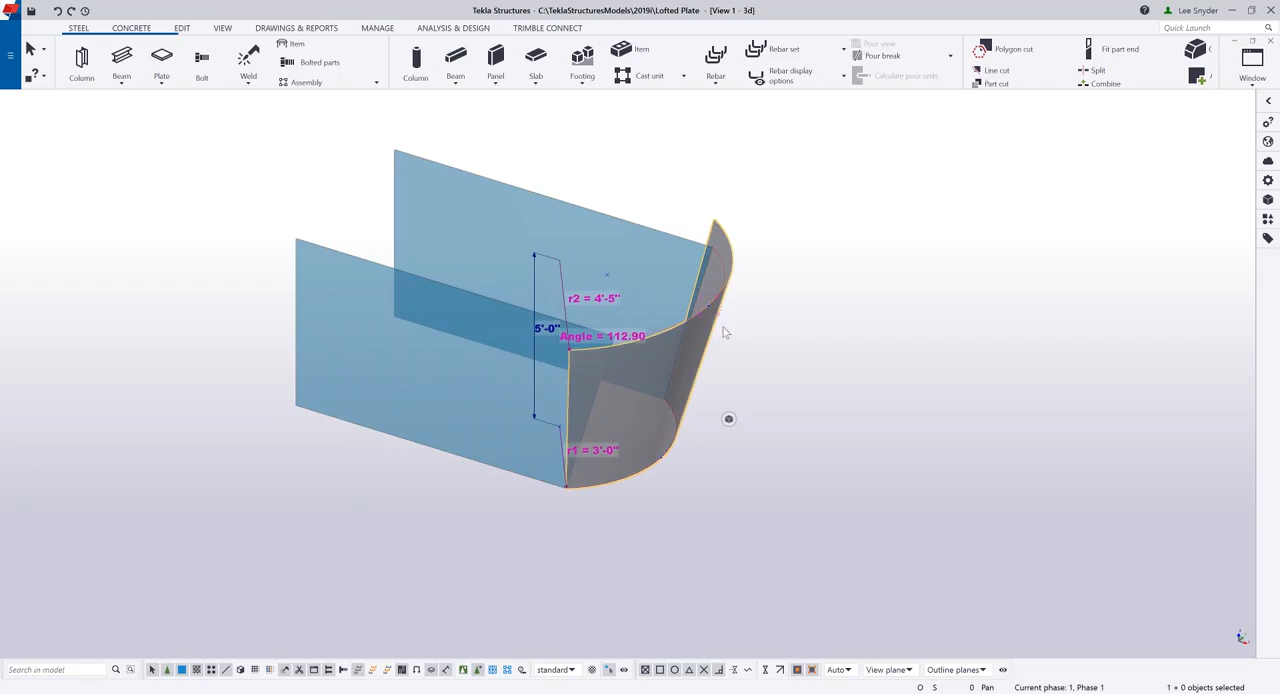 Tekla Structures - C:\TeklaStructuresModels\2019i\Lofted Plate - [View 1 - 3d]
Lee Snyder
STEEL CONCRETE EDIT VIEW DRAWINGS & REPORTS MANAGE ANALYSIS & DESIGN TRIMBLE CONNECT
Quick Launch
Column
Beam
Plate
Bolt
Weld
Item
Bolted parts
Assembly
Column
Beam
Panel
Slab
Footing
Item
Cast unit
Rebar
Rebar set
Rebar display
options
Pour view
Pour break
Calculate pour units
Polygon cut
Line cut
Part cut
Fit part end
Split
Combine
Window
r2 = 4'-5"
5'-0"
Angle = 112.90
r1 = 3'-0"
Search in model
standard
Auto
View plane
Outline planes
O S 0 Pan Current phase: 1, Phase 1 1 + 0 objects selected